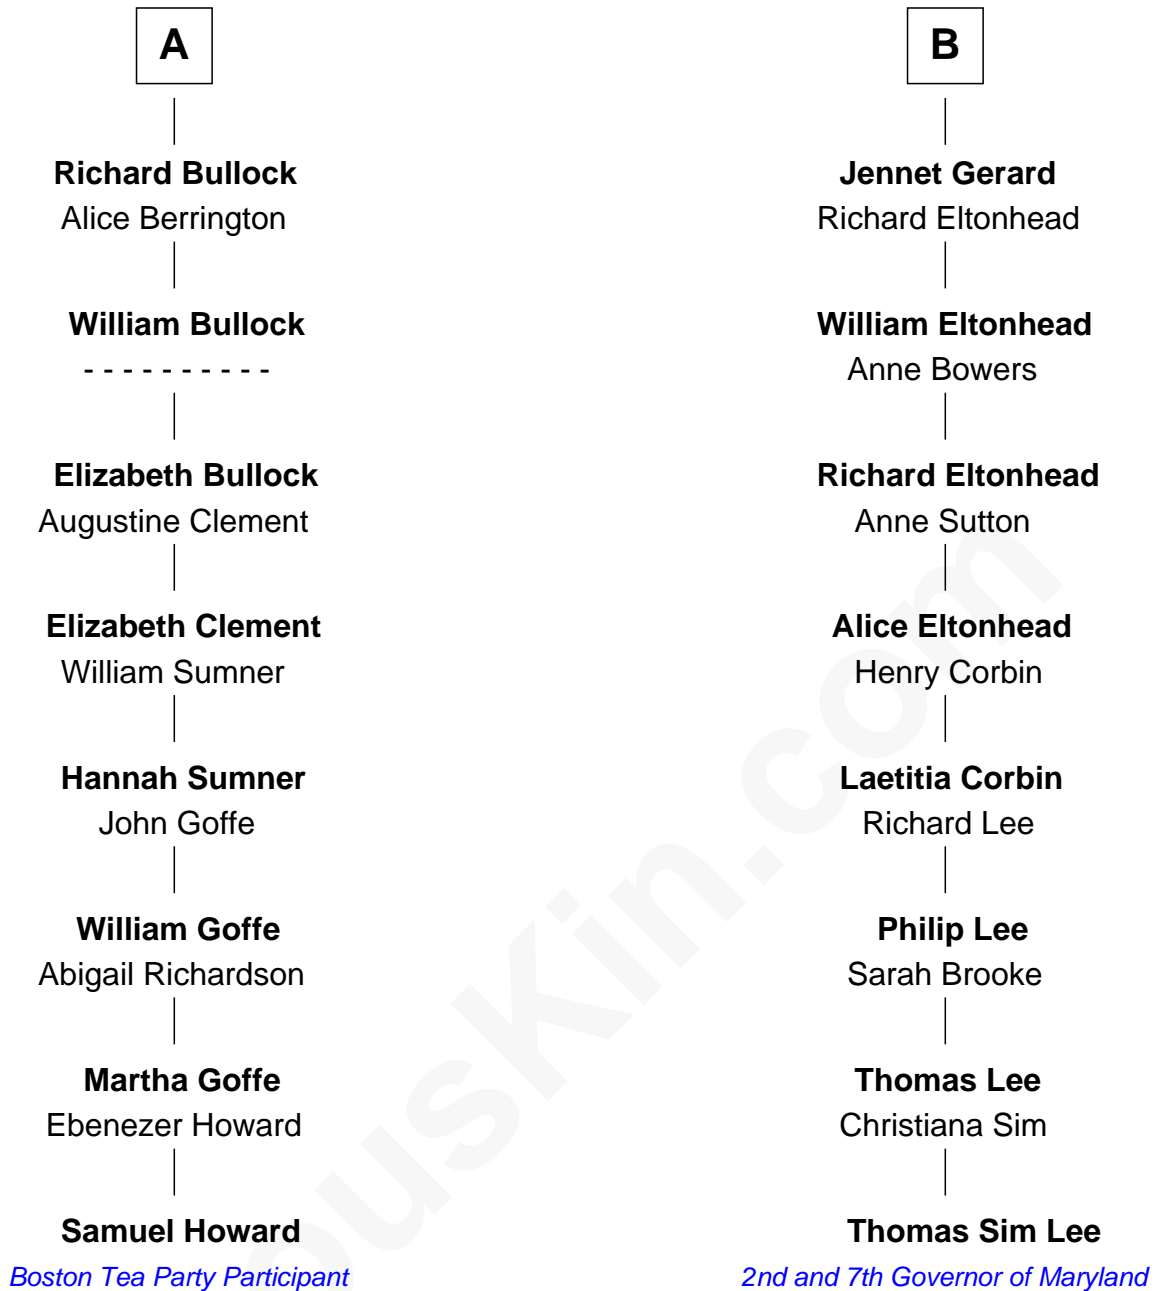 A
Richard Bullock
Alice Berrington
William Bullock
- - - - - - - - - -
Elizabeth Bullock
Augustine Clement
Elizabeth Clement
William Sumner
Hannah Sumner
John Goffe
William Goffe
Abigail Richardson
Martha Goffe
Ebenezer Howard
Samuel Howard
Boston Tea Party Participant
B
Jennet Gerard
Richard Eltonhead
William Eltonhead
Anne Bowers
Richard Eltonhead
Anne Sutton
Alice Eltonhead
Henry Corbin
Laetitia Corbin
Richard Lee
Philip Lee
Sarah Brooke
Thomas Lee
Christiana Sim
Thomas Sim Lee
2nd and 7th Governor of Maryland
ousKin.com